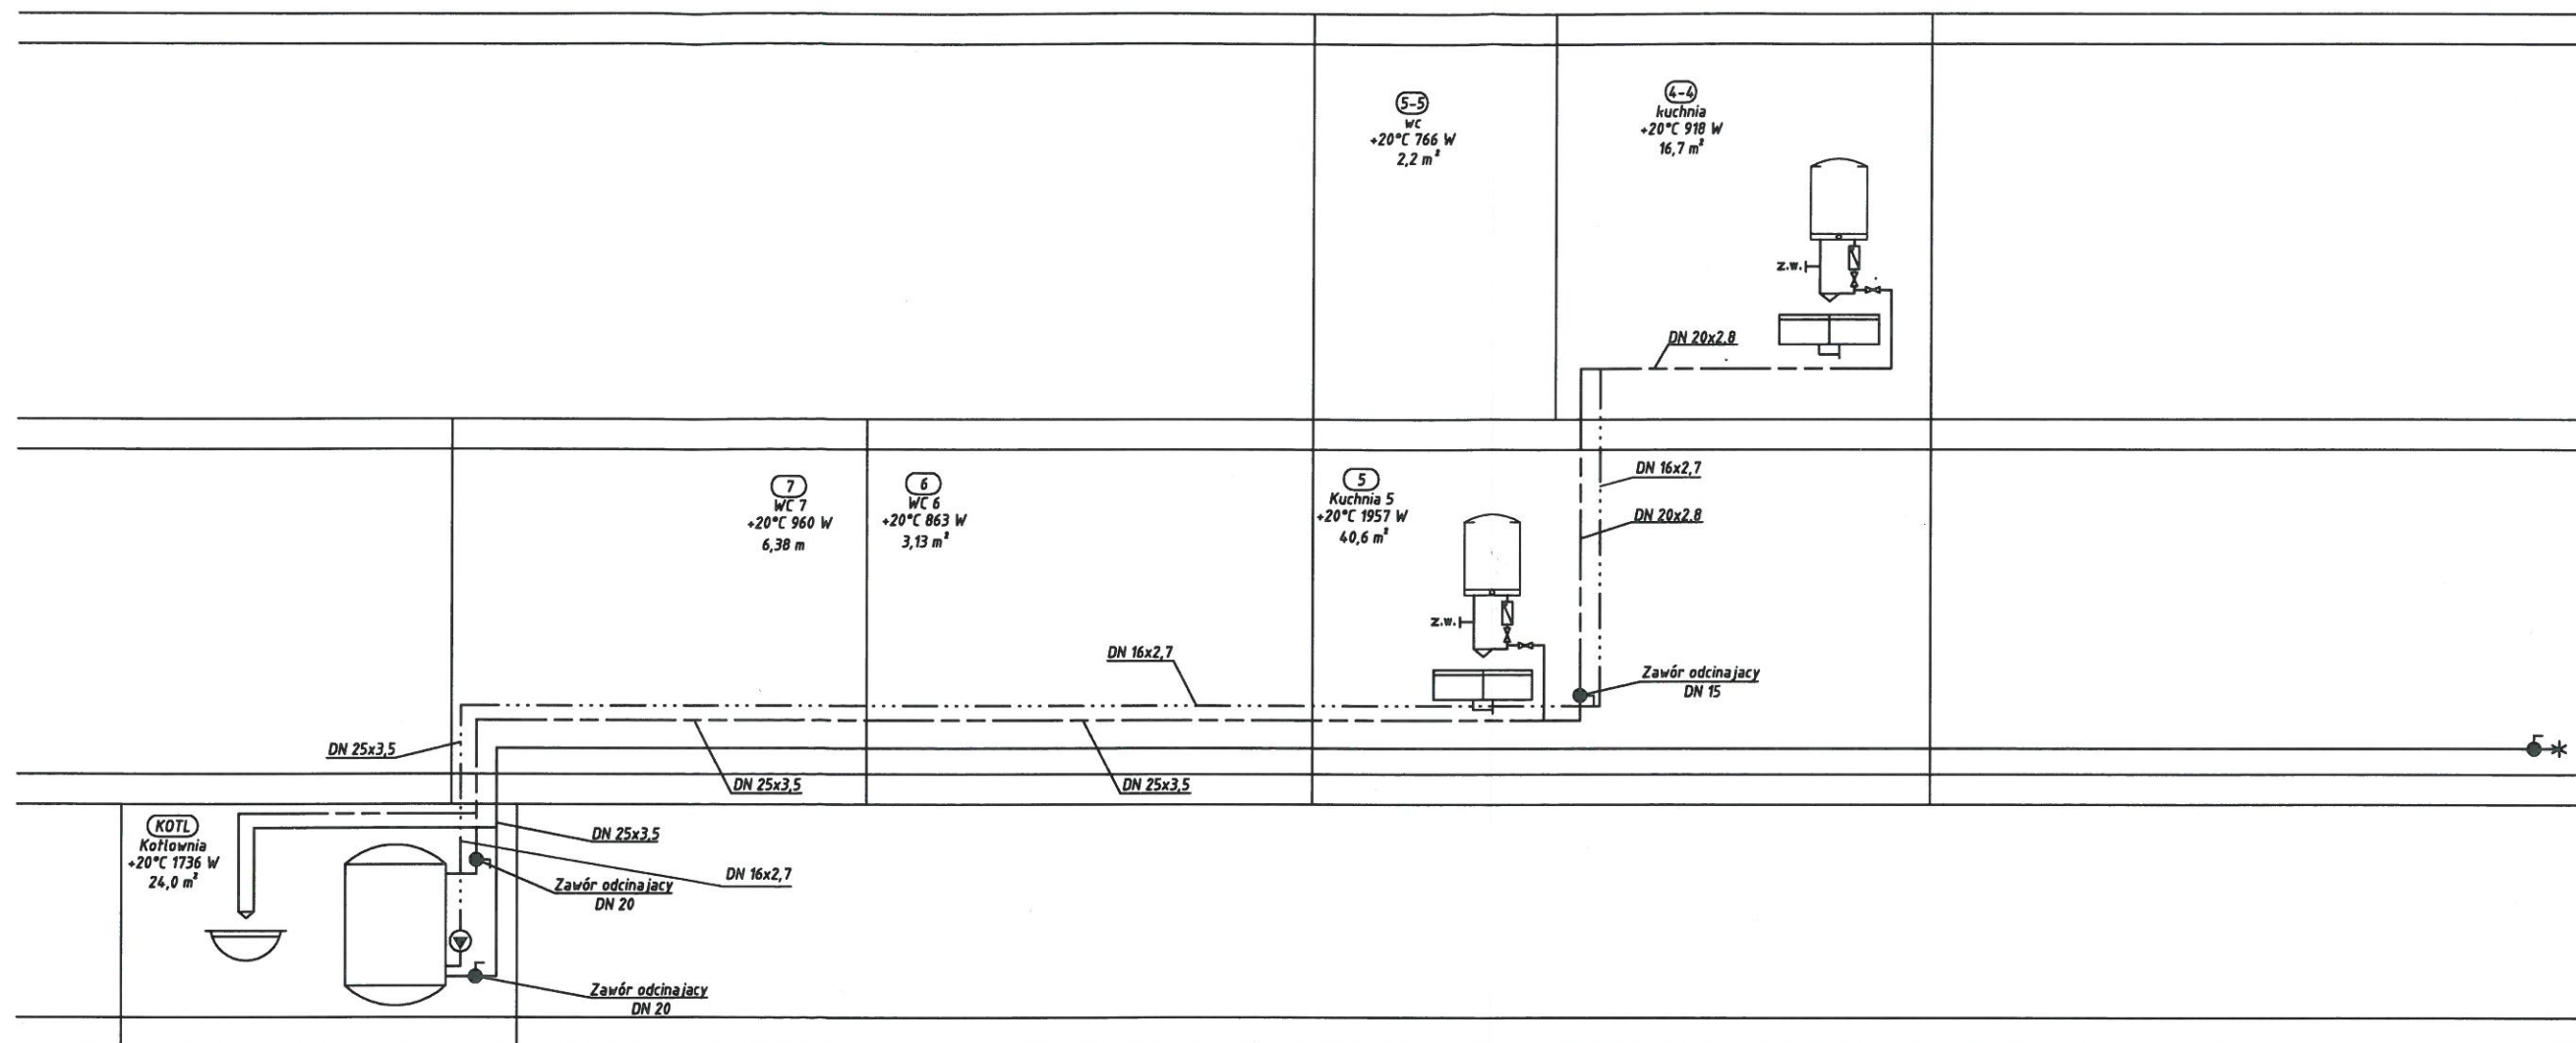 5-5
wc
+20°C 766 W
2,2 m²
4-4
kuchnia
+20°C 918 W
16,7 m²
z.w.
DN 20x2.8
7
WC 7
+20°C 960 W
6,38 m
6
WC 6
+20°C 863 W
3,13 m²
5
Kuchnia 5
+20°C 1957 W
40,6 m²
z.w.
DN 16x2,7
DN 20x2.8
DN 16x2,7
Zawór odcinajacy
DN 15
DN 25x3,5
DN 25x3,5
DN 25x3,5
KOTL
Kotłownia
+20°C 1736 W
24,0 m²
DN 25x3,5
DN 16x2,7
Zawór odcinajacy
DN 20
Zawór odcinajacy
DN 20